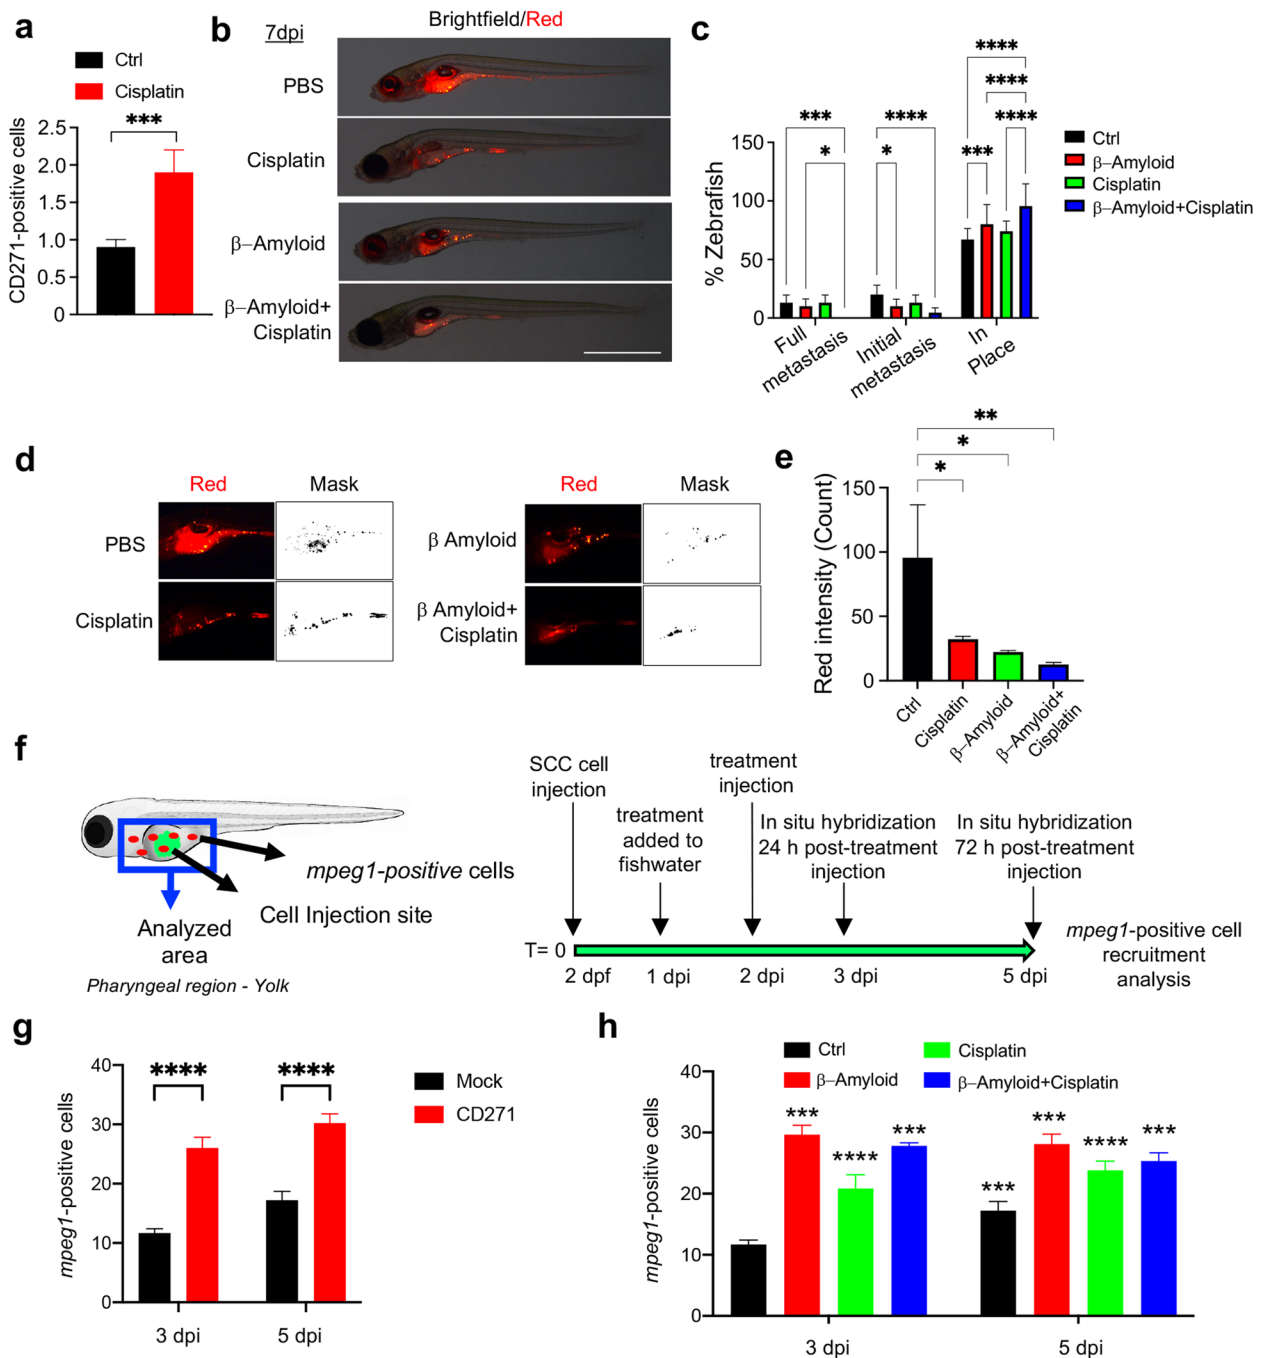 a
Ctrl
Cisplatin
CD271-positive cells
2.5
2.0
1.5
1.0
0.5
0
***
b
7dpi
Brightfield/Red
PBS
Cisplatin
β–Amyloid
β–Amyloid+
Cisplatin
c
% Zebrafish
150
100
50
0
***
*
****
*
****
****
****
***
Full
metastasis
Initial
metastasis
In
Place
Ctrl
β–Amyloid
Cisplatin
β–Amyloid+Cisplatin
d
Red
Mask
PBS
Cisplatin
Red
Mask
β Amyloid
β Amyloid+
Cisplatin
e
**
*
*
Red intensity (Count)
150
100
50
0
Ctrl
Cisplatin
β–Amyloid
β–Amyloid+
Cisplatin
f
mpeg1-positive cells
Cell Injection site
Analyzed
area
Pharyngeal region - Yolk
SCC cell
injection
treatment
added to
fishwater
treatment
injection
In situ hybridization
24 h post-treatment
injection
In situ hybridization
72 h post-treatment
injection
T= 0
2 dpf
1 dpi
2 dpi
3 dpi
5 dpi
mpeg1-positive cell
recruitment
analysis
g
mpeg1-positive cells
40
30
20
10
0
****
****
3 dpi
5 dpi
Mock
CD271
h
Ctrl
Cisplatin
β–Amyloid
β–Amyloid+Cisplatin
mpeg1-positive cells
40
30
20
10
0
***
****
***
***
***
****
***
3 dpi
5 dpi